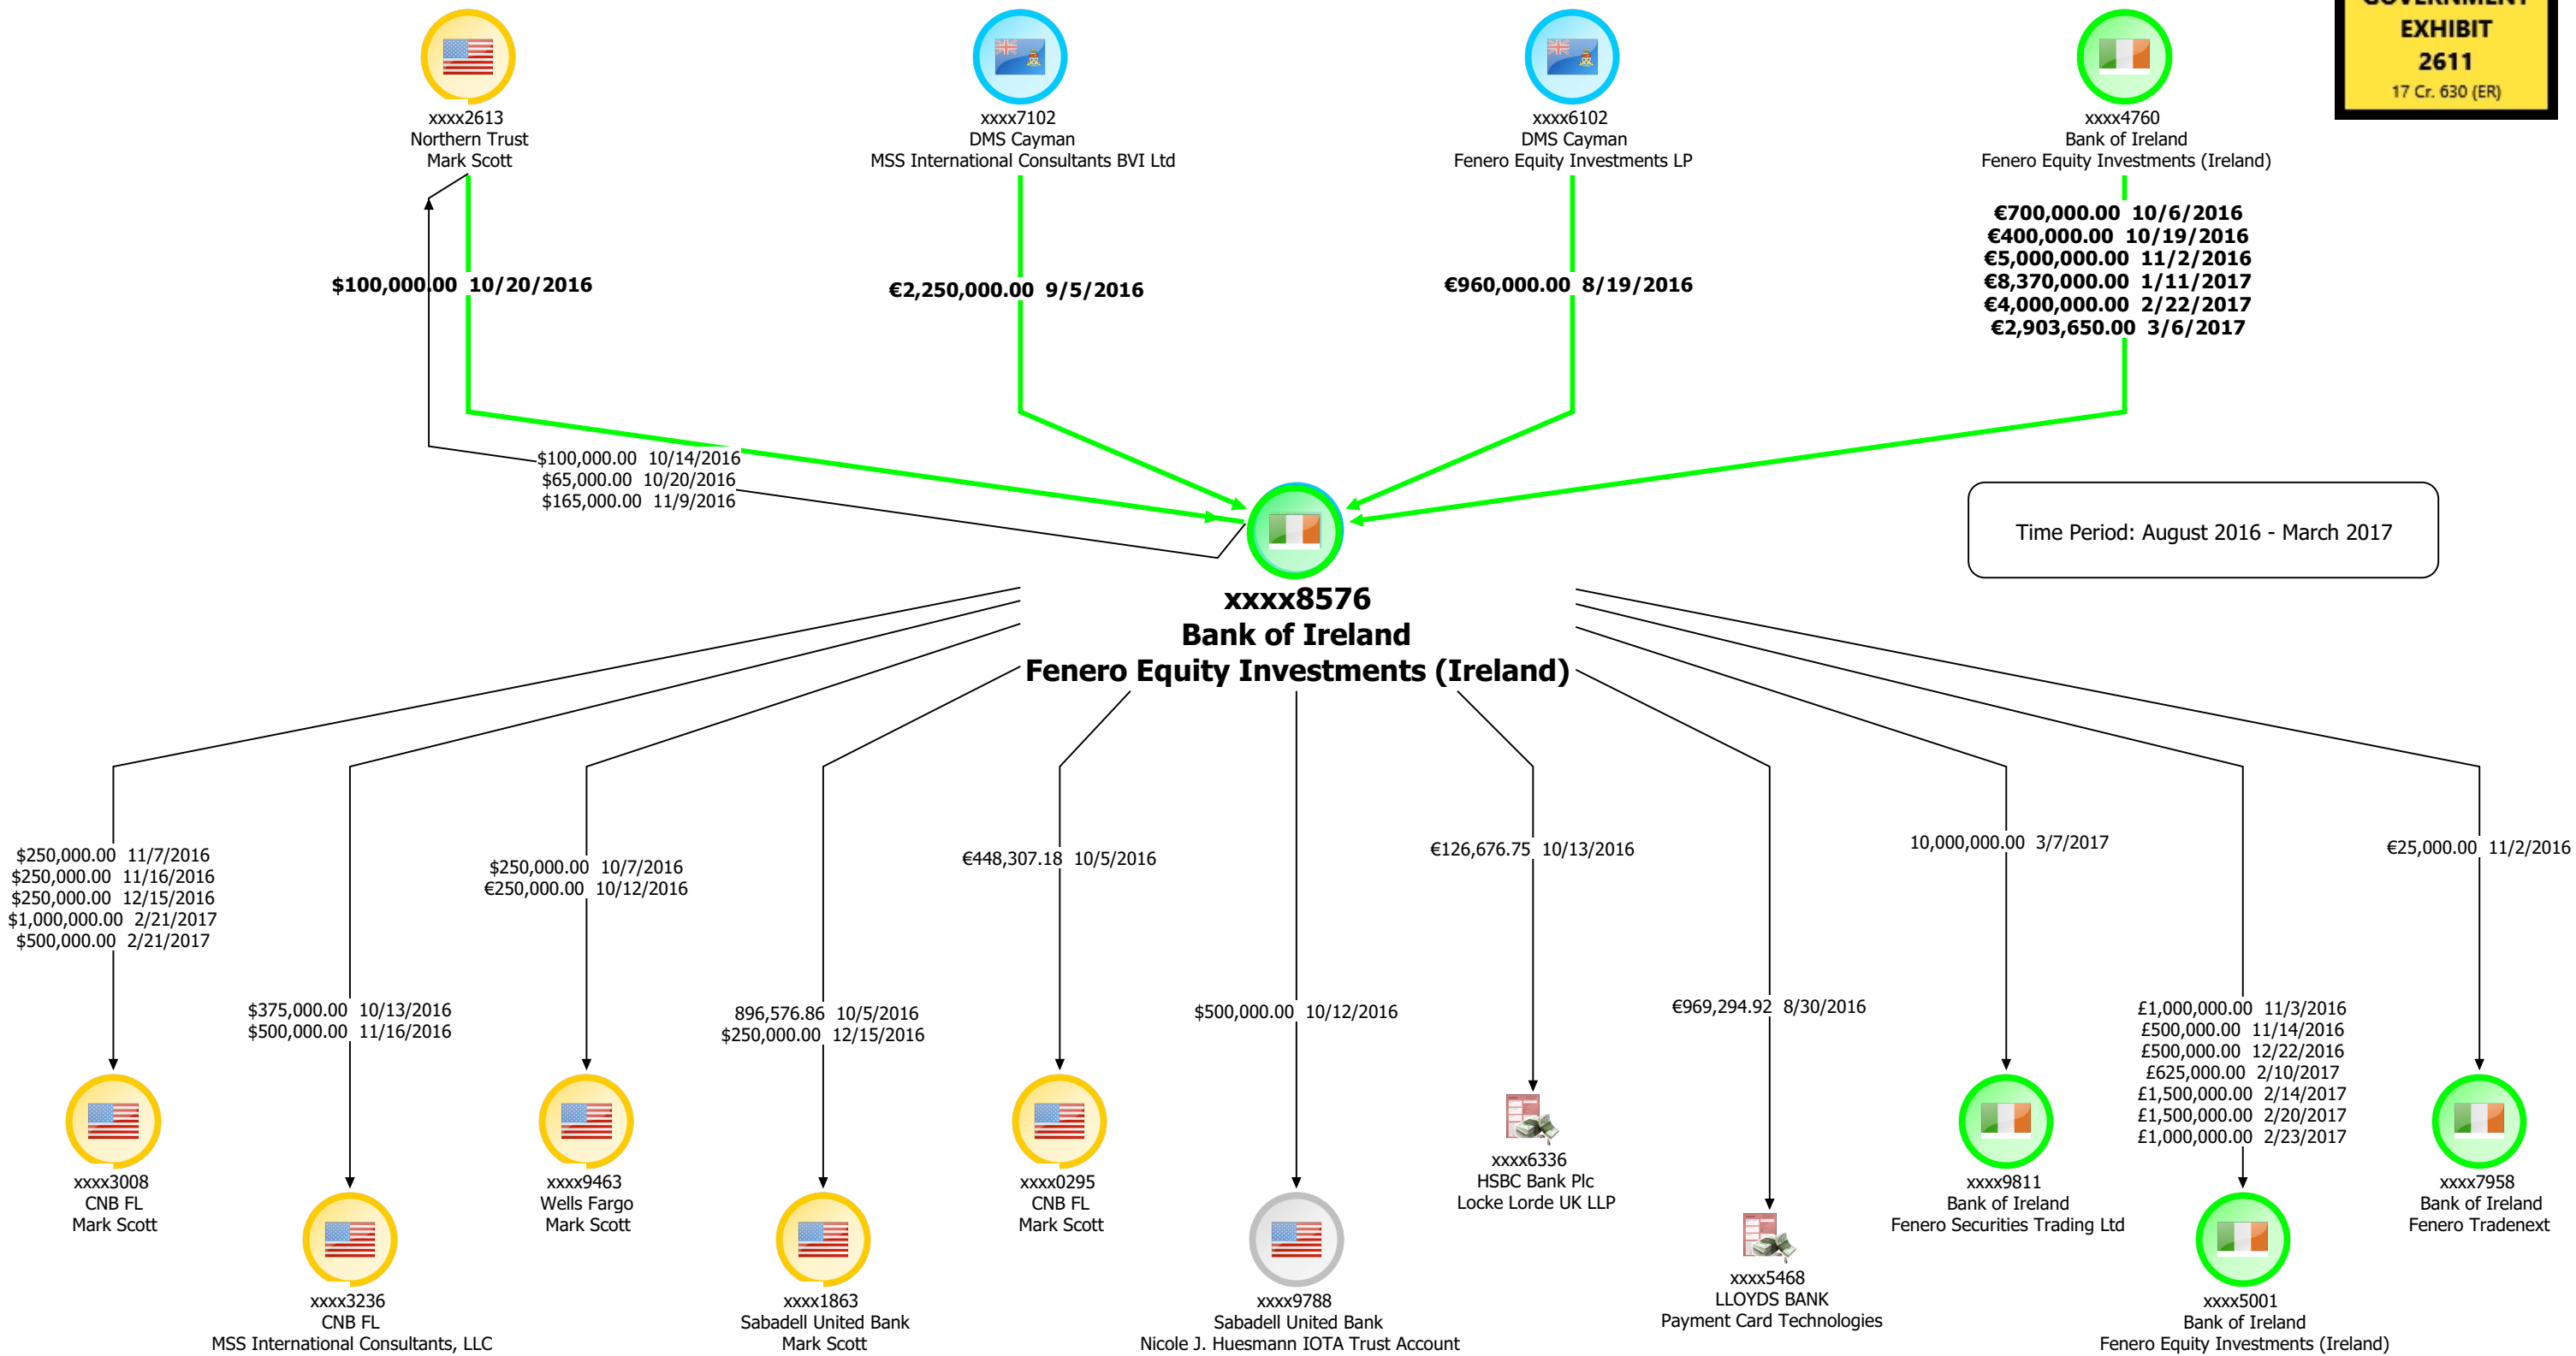 GOVERNMENT
EXHIBIT
2611
17 Cr. 630 (ER)
xxxx2613
Northern Trust
Mark Scott
xxxx7102
DMS Cayman
MSS International Consultants BVI Ltd
xxxx6102
DMS Cayman
Fenero Equity Investments LP
xxxx4760
Bank of Ireland
Fenero Equity Investments (Ireland)
$100,000.00 10/20/2016
€2,250,000.00 9/5/2016
€960,000.00 8/19/2016
€700,000.00 10/6/2016
€400,000.00 10/19/2016
€5,000,000.00 11/2/2016
€8,370,000.00 1/11/2017
€4,000,000.00 2/22/2017
€2,903,650.00 3/6/2017
$100,000.00 10/14/2016
$65,000.00 10/20/2016
$165,000.00 11/9/2016
Time Period: August 2016 - March 2017
xxxx8576
Bank of Ireland
Fenero Equity Investments (Ireland)
$250,000.00 11/7/2016
$250,000.00 11/16/2016
$250,000.00 12/15/2016
$1,000,000.00 2/21/2017
$500,000.00 2/21/2017
$375,000.00 10/13/2016
$500,000.00 11/16/2016
$250,000.00 10/7/2016
€250,000.00 10/12/2016
896,576.86 10/5/2016
$250,000.00 12/15/2016
€448,307.18 10/5/2016
$500,000.00 10/12/2016
€126,676.75 10/13/2016
€969,294.92 8/30/2016
10,000,000.00 3/7/2017
£1,000,000.00 11/3/2016
£500,000.00 11/14/2016
£500,000.00 12/22/2016
£625,000.00 2/10/2017
£1,500,000.00 2/14/2017
£1,500,000.00 2/20/2017
£1,000,000.00 2/23/2017
€25,000.00 11/2/2016
xxxx3008
CNB FL
Mark Scott
xxxx3236
CNB FL
MSS International Consultants, LLC
xxxx9463
Wells Fargo
Mark Scott
xxxx1863
Sabadell United Bank
Mark Scott
xxxx0295
CNB FL
Mark Scott
xxxx9788
Sabadell United Bank
Nicole J. Huesmann IOTA Trust Account
xxxx6336
HSBC Bank Plc
Locke Lorde UK LLP
xxxx5468
LLOYDS BANK
Payment Card Technologies
xxxx9811
Bank of Ireland
Fenero Securities Trading Ltd
xxxx5001
Bank of Ireland
Fenero Equity Investments (Ireland)
xxxx7958
Bank of Ireland
Fenero Tradenext